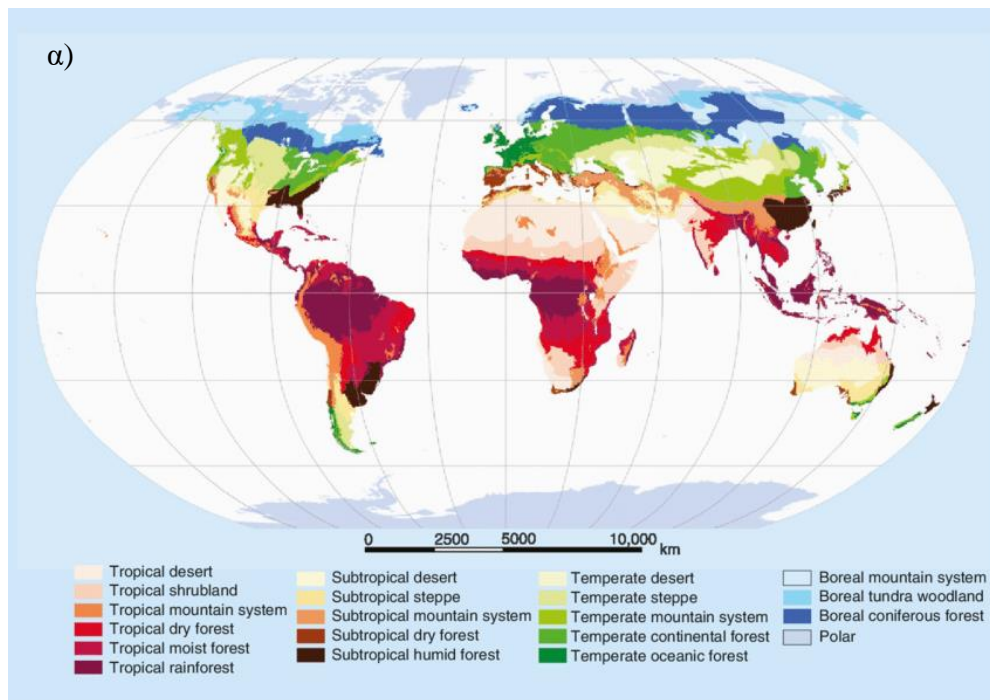 α)
0 2500 5000 10,000 km
Tropical desert
Tropical shrubland
Tropical mountain system
Tropical dry forest
Tropical moist forest
Tropical rainforest
Subtropical desert
Subtropical steppe
Subtropical mountain system
Subtropical dry forest
Subtropical humid forest
Temperate desert
Temperate steppe
Temperate mountain system
Temperate continental forest
Temperate oceanic forest
Boreal mountain system
Boreal tundra woodland
Boreal coniferous forest
Polar